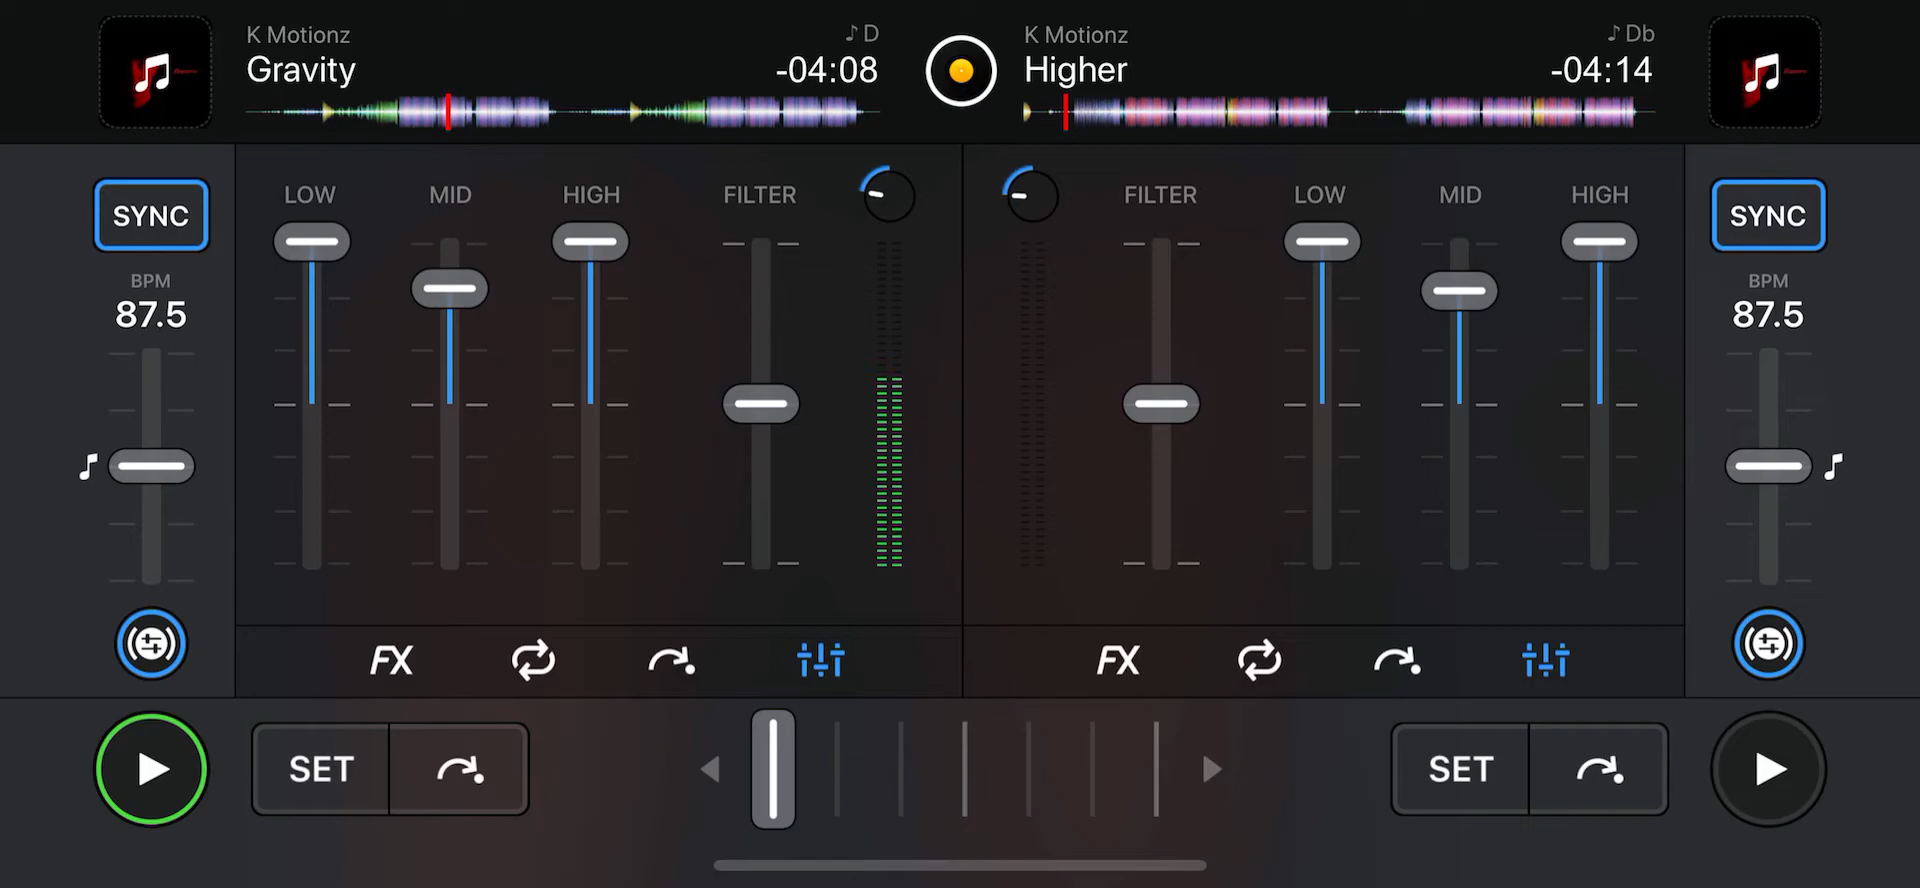 K Motionz
♪ D
Gravity
-04:08
K Motionz
♪ Db
Higher
-04:14
SYNC
BPM
87.5
LOW
MID
HIGH
FILTER
FILTER
LOW
MID
HIGH
SYNC
BPM
87.5
FX
FX
SET
SET